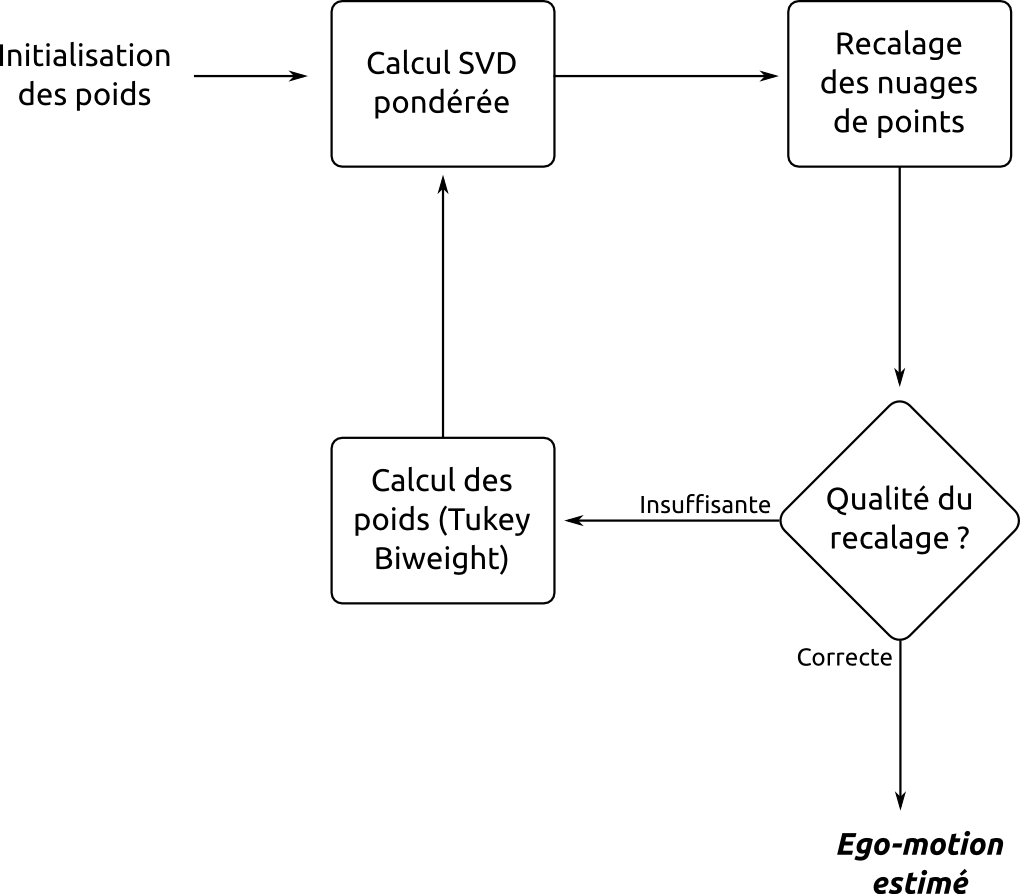 Initialisation
des poids
Calcul SVD
pondérée
Recalage
des nuages
de points
Qualité du
recalage ?
Insuffisante
Calcul des
poids (Tukey
Biweight)
Correcte
Ego-motion
estimé